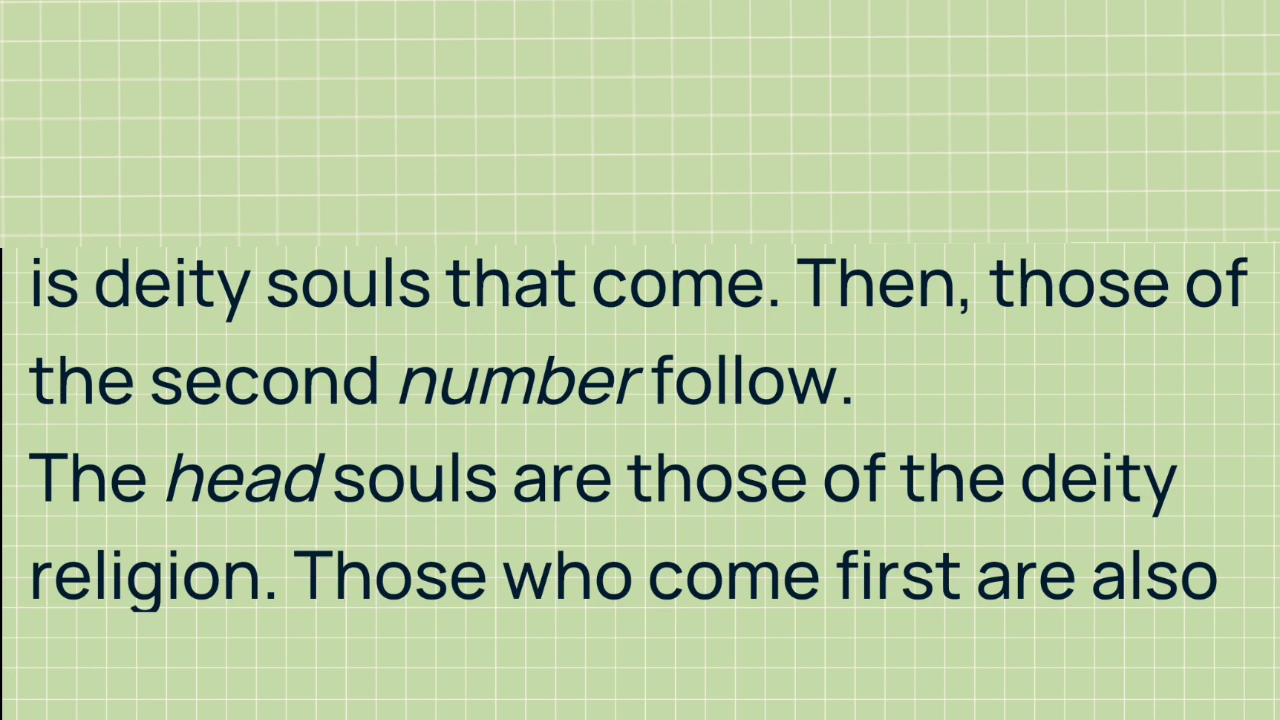 is deity souls that come. Then, those of
the second number follow.
The head souls are those of the deity
religion. Those who come first are also